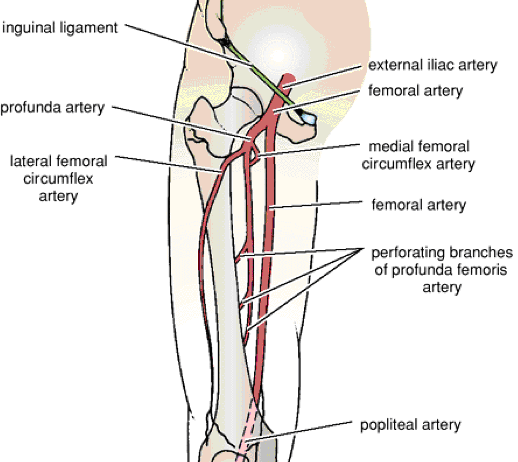 inguinal ligament
external iliac artery
femoral artery
profunda artery
medial femoral
circumflex artery
lateral femoral
circumflex
artery
femoral artery
perforating branches
of profunda femoris
artery
popliteal artery